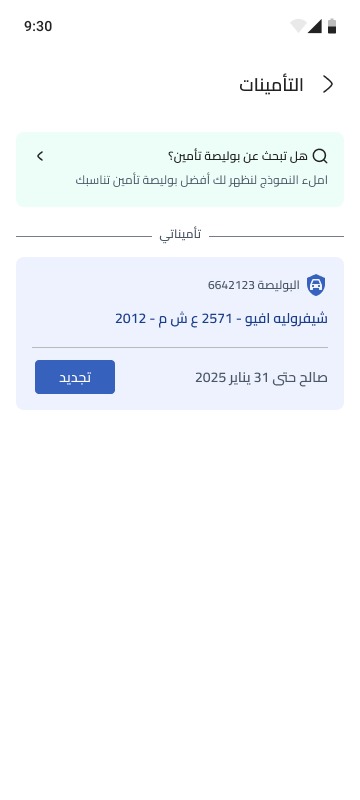 9:30
التأمينات
هل تبحث عن بوليصة تأمين؟
املء النموذج لنظهر لك أفضل بوليصة تأمين تناسبك
تأميناتي
البوليصة 6642123
شيفروليه افيو - 2571 ع ش م - 2012
صالح حتى 31 يناير 2025
تجديد